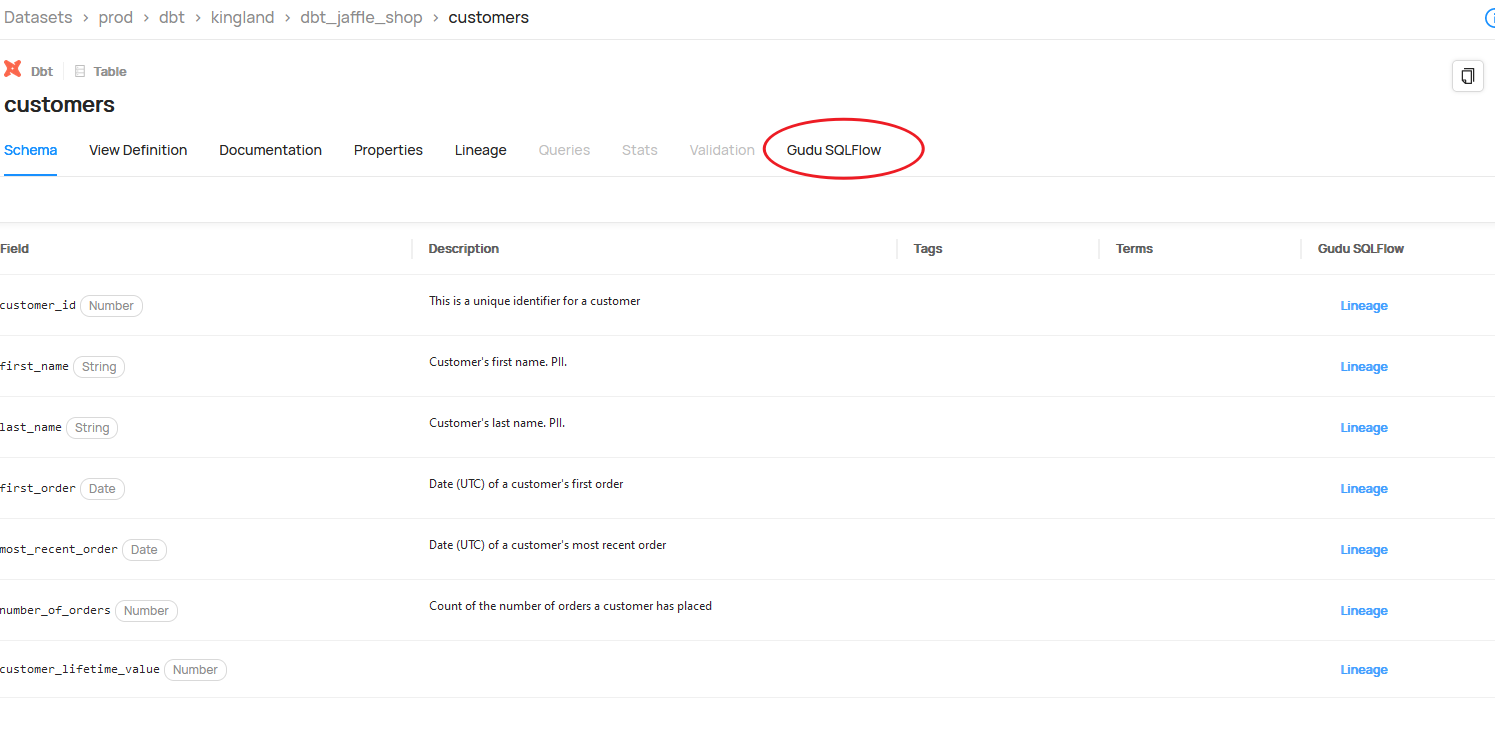 Datasets > prod > dbt > kingland > dbt_jaffle_shop > customers
Dbt Table
customers
Schema View Definition Documentation Properties Lineage Queries Stats Validation Gudu SQLFlow
Field Description Tags Terms Gudu SQLFlow
customer_id Number This is a unique identifier for a customer Lineage
first_name String Customer's first name. PII. Lineage
last_name String Customer's last name. PII. Lineage
first_order Date Date (UTC) of a customer's first order Lineage
most_recent_order Date Date (UTC) of a customer's most recent order Lineage
number_of_orders Number Count of the number of orders a customer has placed Lineage
customer_lifetime_value Number Lineage